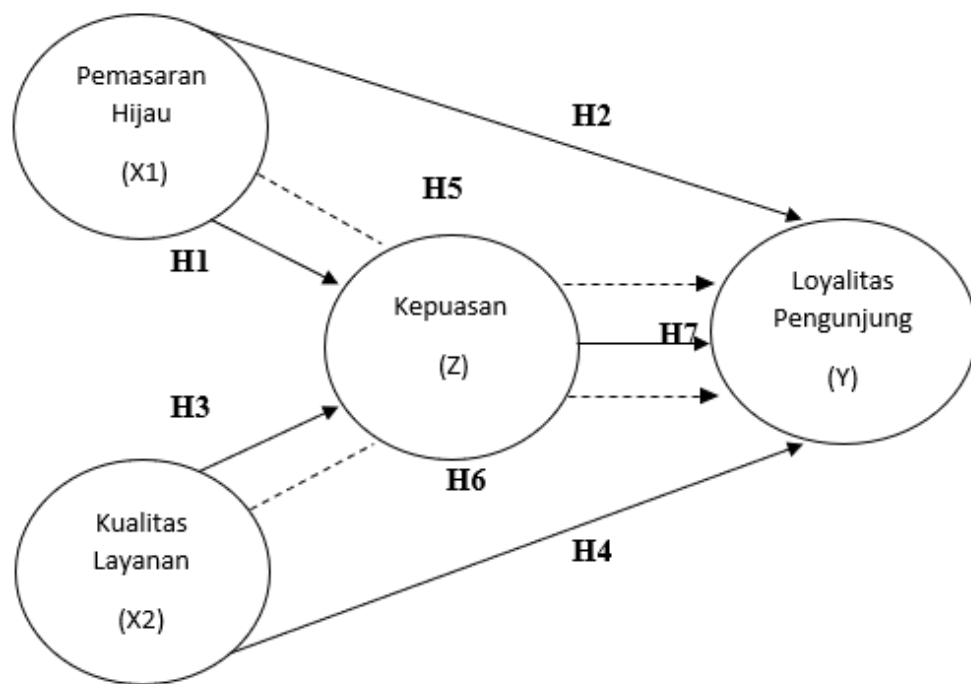 Pemasaran
Hijau
(X1)
H2
H5
H1
Kepuasan
(Z)
Loyalitas
Pengunjung
(Y)
H7
H3
H6
Kualitas
Layanan
(X2)
H4